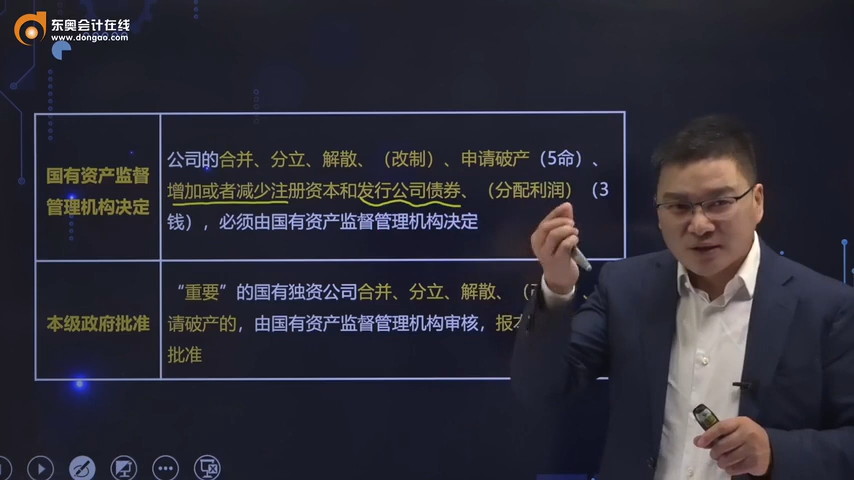 东奥会计在线
www.dongao.com
国有资产监督
管理机构决定
公司的合并、分立、解散、（改制）、申请破产（5命）、
增加或者减少注册资本和发行公司债券、（分配利润）（3
钱），必须由国有资产监督管理机构决定
本级政府批准
“重要”的国有独资公司合并、分立、解散、（
请破产的，由国有资产监督管理机构审核，报本
批准